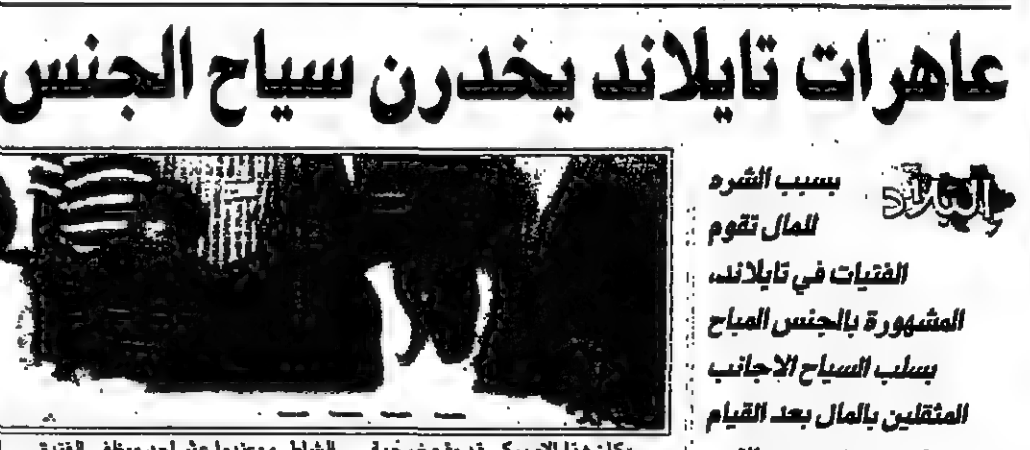 عاهرات تايلاند يخدرن سياح الجنس
بسبب الشره
للمال تقوم
الفتيات في تايلاند،
المشهورة بالجنس المباح
بسلب السياح الاجانب
المثقلين بالمال بعد القيام